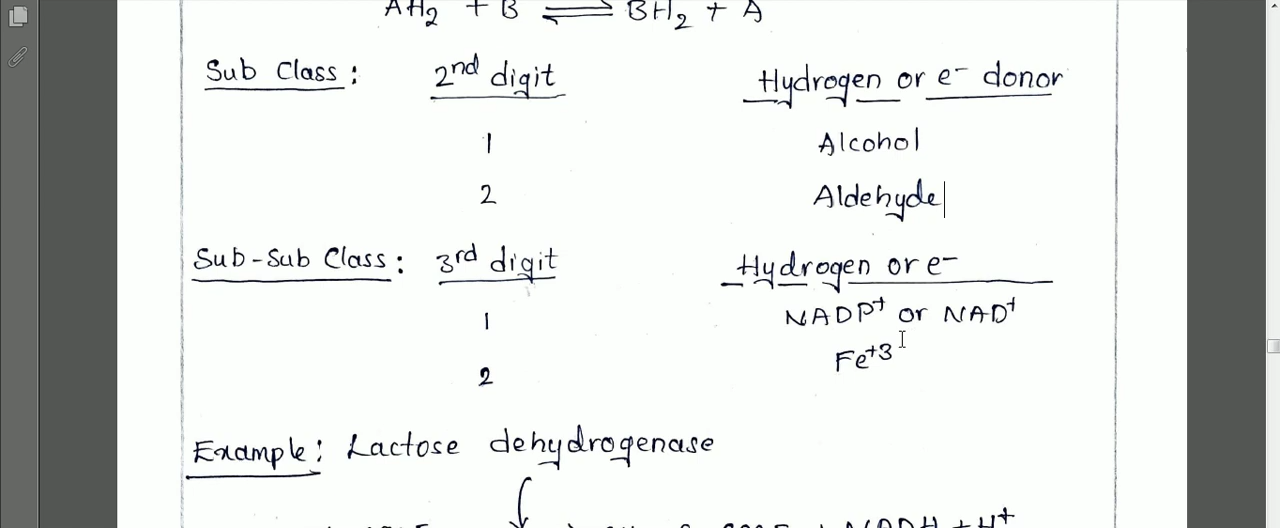 AH2 + B ⇌ BH2 + A
Sub Class: 2nd digit Hydrogen or e- donor
1 Alcohol
2 Aldehyde
Sub-Sub Class: 3rd digit Hydrogen or e-
1 NADP+ or NAD+
2 Fe+3
Example: Lactose dehydrogenase
NADH + H+